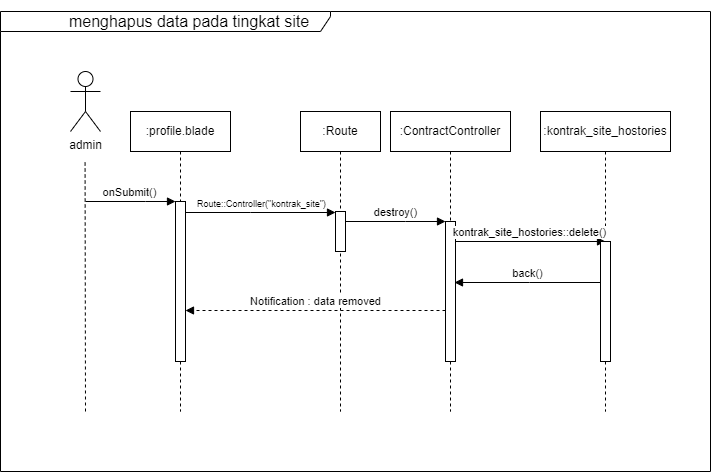 menghapus data pada tingkat site
admin
:profile.blade
:Route
:ContractController
:kontrak_site_hostories
onSubmit()
Route::Controller("kontrak_site")
destroy()
kontrak_site_hostories::delete()
back()
Notification : data removed